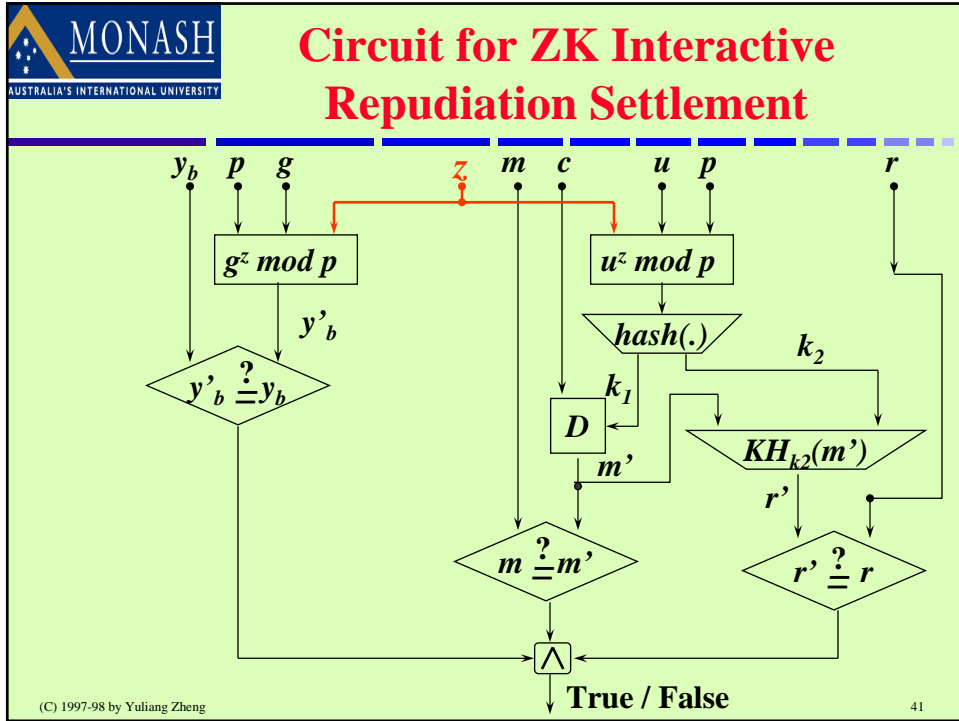 MONASH
AUSTRALIA'S INTERNATIONAL UNIVERSITY
Circuit for ZK Interactive
Repudiation Settlement
y_b p g z m c u p r
g^z mod p
u^z mod p
y’_b
hash(.)
k_2
y’_b ?= y_b
k_1
D
KH_k2(m’)
m’
r’
m ?= m’
r’ ?= r
∧
True / False
(C) 1997-98 by Yuliang Zheng
41